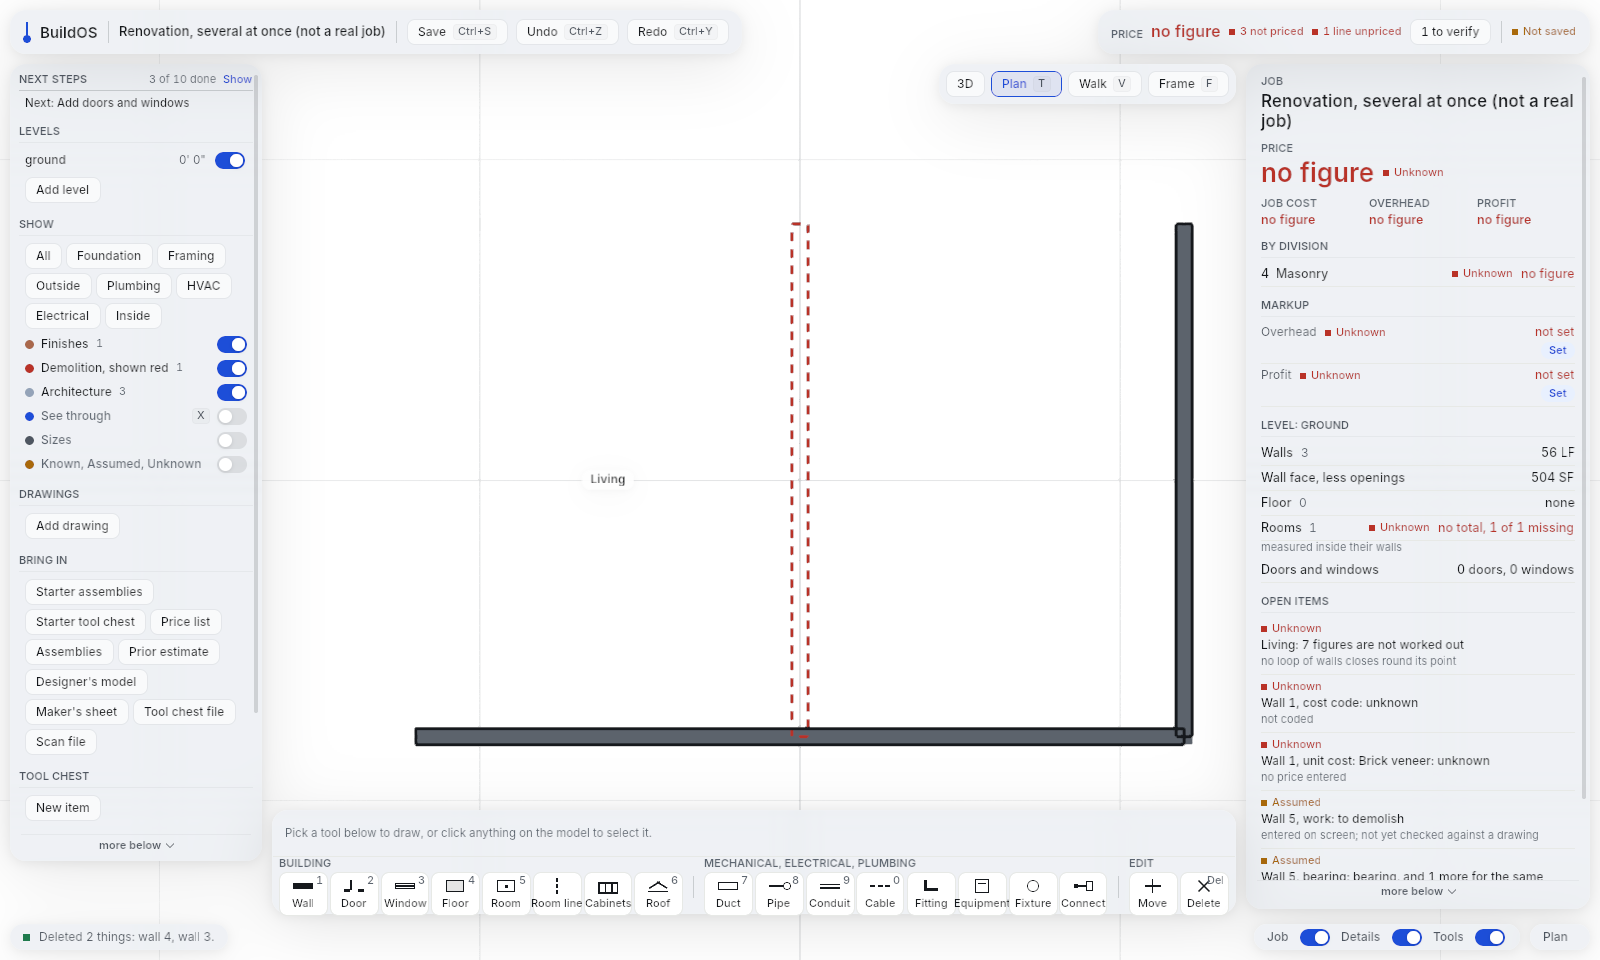 BuildOS
Renovation, several at once (not a real job)
Save Ctrl+S
Undo Ctrl+Z
Redo Ctrl+Y
PRICE no figure 3 not priced 1 line unpriced 1 to verify Not saved
3D
Plan T
Walk V
Frame F
NEXT STEPS 3 of 10 done Show
Next: Add doors and windows
LEVELS
ground 0' 0"
Add level
SHOW
All Foundation Framing
Outside Plumbing HVAC
Electrical Inside
Finishes 1
Demolition, shown red 1
Architecture 3
See through X
Sizes
Known, Assumed, Unknown
DRAWINGS
Add drawing
BRING IN
Starter assemblies
Starter tool chest Price list
Assemblies Prior estimate
Designer's model
Maker's sheet Tool chest file
Scan file
TOOL CHEST
New item
more below
Deleted 2 things: wall 4, wall 3.
Living
Pick a tool below to draw, or click anything on the model to select it.
BUILDING
Wall 1
Door 2
Window 3
Floor 4
Room 5
Room line
Cabinets
Roof 6
MECHANICAL, ELECTRICAL, PLUMBING
Duct 7
Pipe 8
Conduit 9
Cable 0
Fitting
Equipment
Fixture
Connect
EDIT
Move
Delete Del
JOB
Renovation, several at once (not a real
job)
PRICE
no figure Unknown
JOB COST OVERHEAD PROFIT
no figure no figure no figure
BY DIVISION
4 Masonry Unknown no figure
MARKUP
Overhead Unknown not set
Set
Profit Unknown not set
Set
LEVEL: GROUND
Walls 3 56 LF
Wall face, less openings 504 SF
Floor 0 none
Rooms 1 Unknown no total, 1 of 1 missing
measured inside their walls
Doors and windows 0 doors, 0 windows
OPEN ITEMS
Unknown
Living: 7 figures are not worked out
no loop of walls closes round its point
Unknown
Wall 1, cost code: unknown
not coded
Unknown
Wall 1, unit cost: Brick veneer: unknown
no price entered
Assumed
Wall 5, work: to demolish
entered on screen; not yet checked against a drawing
Assumed
Wall 5, bearing: bearing, and 1 more for the same
more below
Job Details Tools Plan